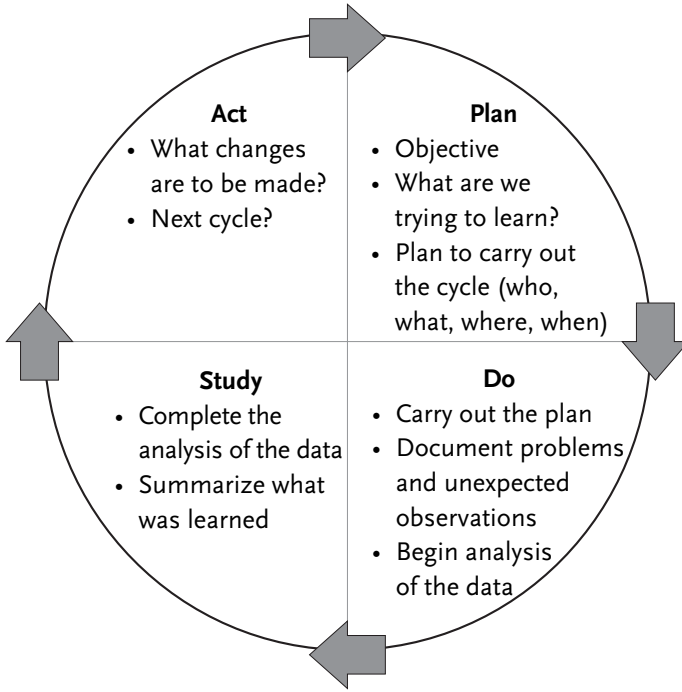 Act
• What changes
are to be made?
• Next cycle?
Plan
• Objective
• What are we
trying to learn?
• Plan to carry out
the cycle (who,
what, where, when)
Study
• Complete the
analysis of the data
• Summarize what
was learned
Do
• Carry out the plan
• Document problems
and unexpected
observations
• Begin analysis
of the data